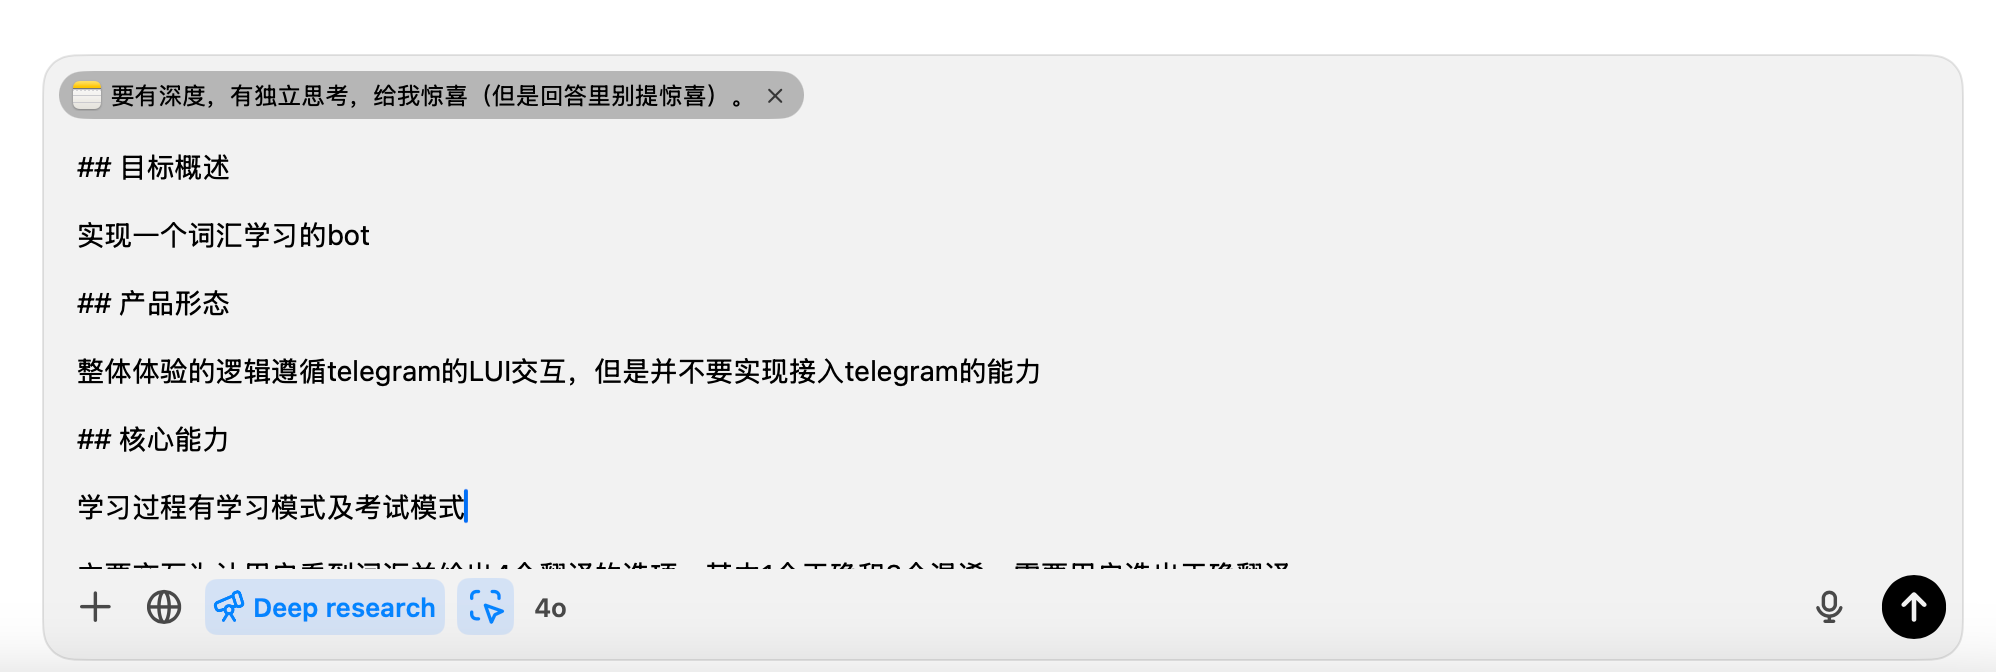 要有深度，有独立思考，给我惊喜（但是回答里别提惊喜）。
## 目标概述
实现一个词汇学习的bot
## 产品形态
整体体验的逻辑遵循telegram的LUI交互，但是并不要实现接入telegram的能力
## 核心能力
学习过程有学习模式及考试模式
Deep research
4o